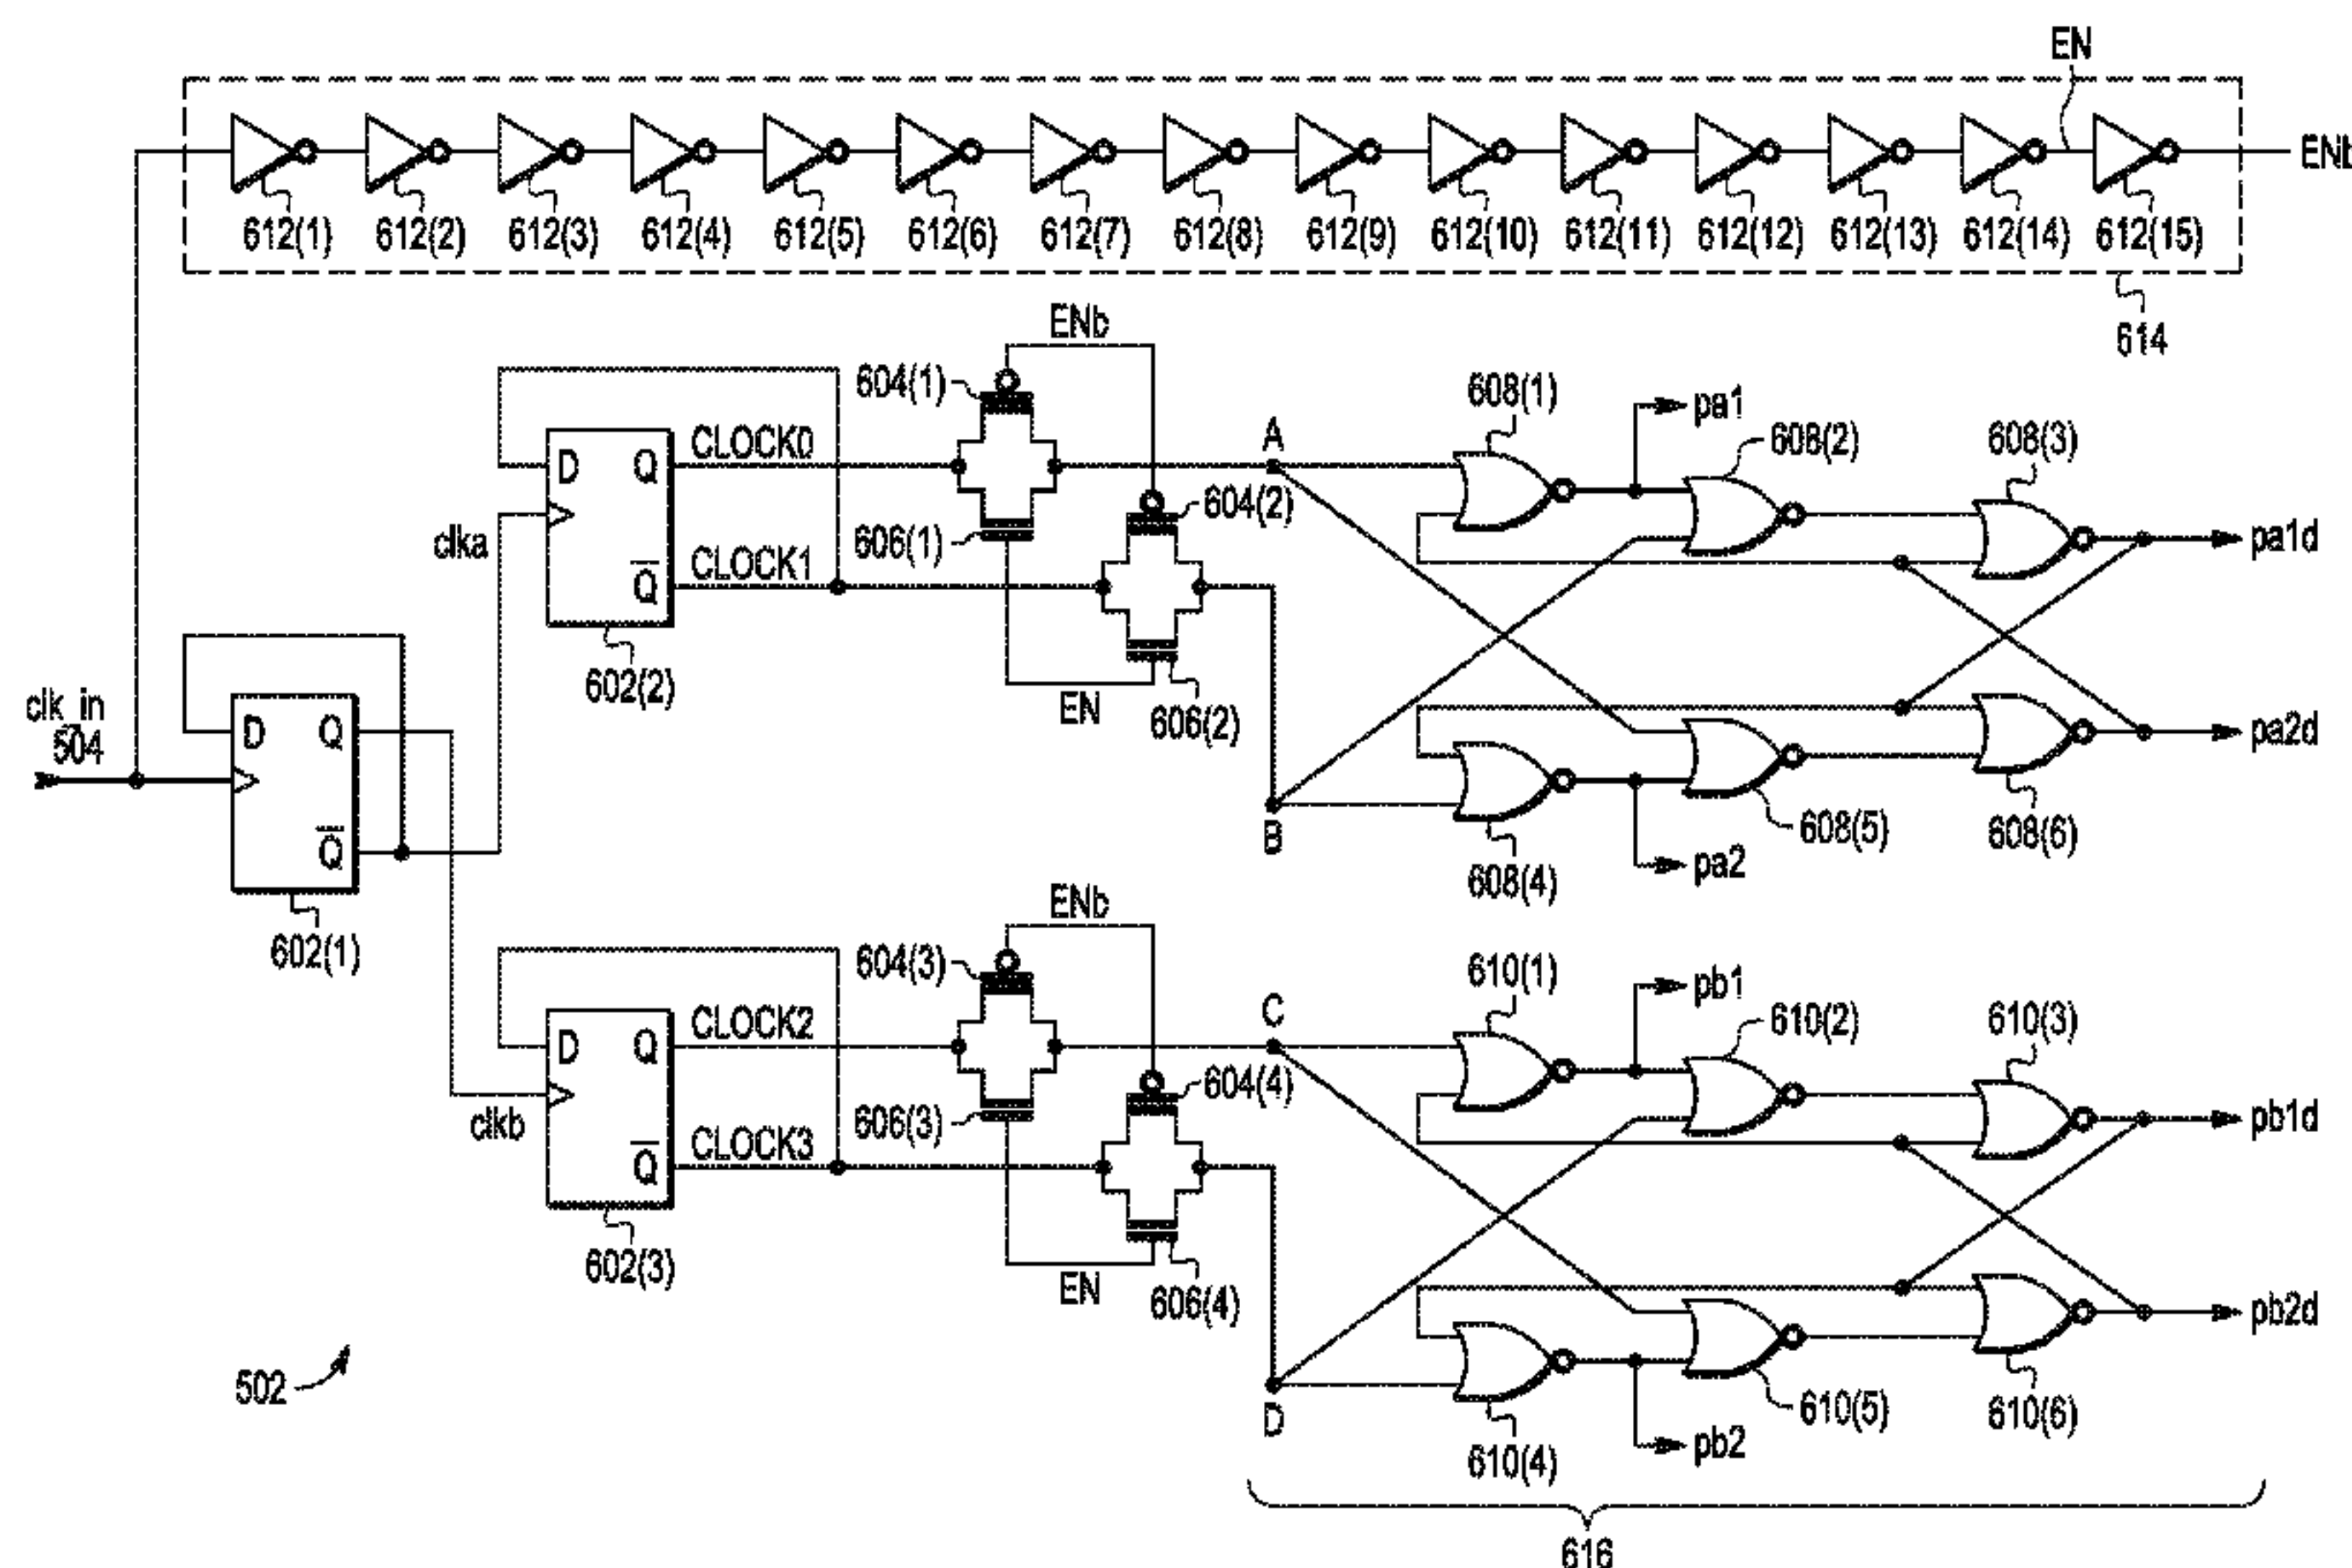 EN
ENb
612(1) 612(2) 612(3) 612(4) 612(5) 612(6) 612(7) 612(8) 612(9) 612(10) 612(11) 612(12) 612(13) 612(14) 612(15)
614
ENb
604(1)
608(1)
pa1
608(2)
608(3)
A
D Q CLOCK0
604(2)
clka
606(1)
pa1d
Q CLOCK1
602(2)
EN
606(2)
clk_in
504
D Q
pa2d
B
608(5)
608(6)
Q
608(4)
pa2
602(1)
ENb
604(3)
610(1)
pb1
610(2)
610(3)
C
D Q CLOCK2
604(4)
clkb
606(3)
pb1d
Q CLOCK3
602(3)
EN
606(4)
pb2d
502
D
610(5)
610(6)
610(4)
pb2
616